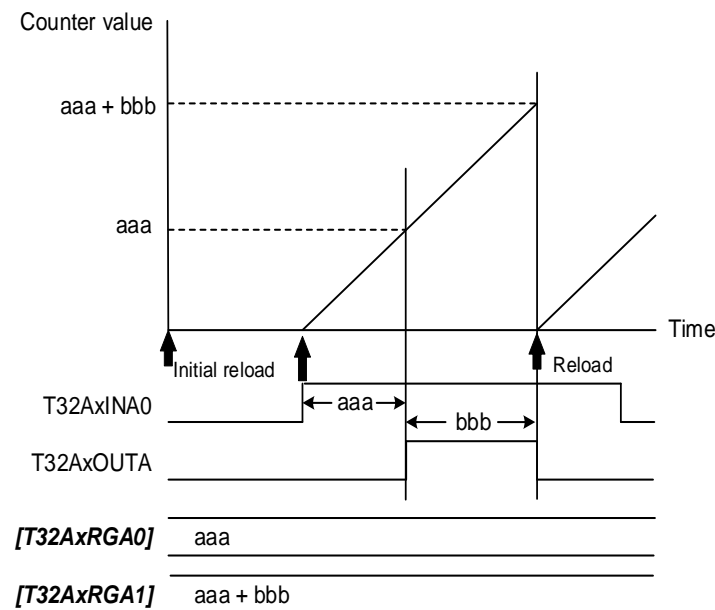 Counter value
aaa + bbb
aaa
Time
Initial reload
Reload
T32AxINA0
aaa
bbb
T32AxOUTA
[T32AxRGA0] aaa
[T32AxRGA1] aaa + bbb